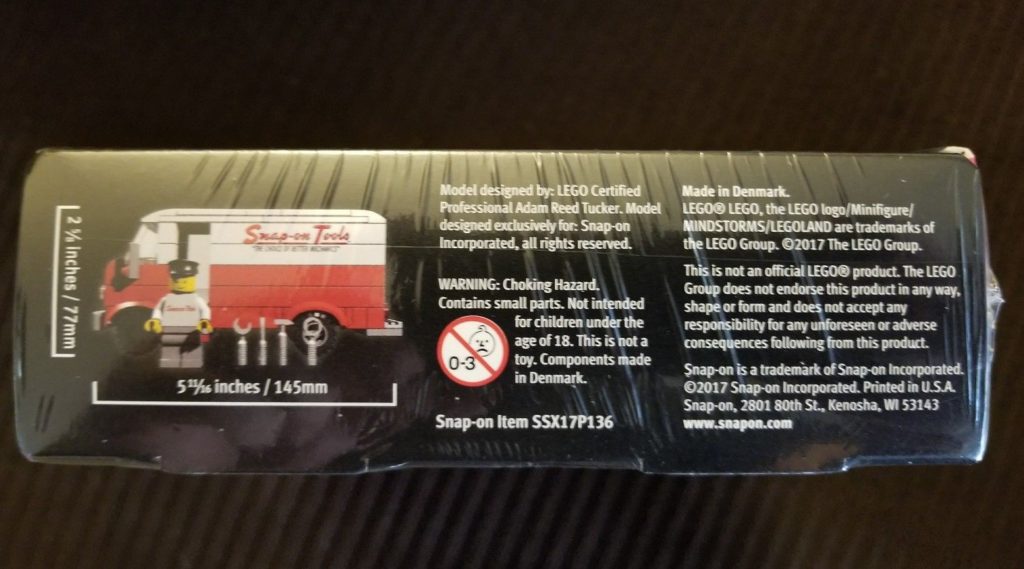 2 ⅛ inches / 77mm
Snap-on Tools
THE CHOICE OF BETTER MECHANICS
5 11/16 inches / 145mm
Model designed by: LEGO Certified
Professional Adam Reed Tucker. Model
designed exclusively for: Snap-on
Incorporated, all rights reserved.
WARNING: Choking Hazard.
Contains small parts. Not intended
for children under the
age of 18. This is not a
toy. Components made
in Denmark.
0-3
Snap-on Item SSX17P136
Made in Denmark.
LEGO® LEGO, the LEGO logo/Minifigure/
MINDSTORMS/LEGOLAND are trademarks of
the LEGO Group. ©2017 The LEGO Group.
This is not an official LEGO® product. The LEGO
Group does not endorse this product in any way,
shape or form and does not accept any
responsibility for any unforeseen or adverse
consequences following from this product.
Snap-on is a trademark of Snap-on Incorporated.
©2017 Snap-on Incorporated. Printed in U.S.A.
Snap-on, 2801 80th St., Kenosha, WI 53143
www.snapon.com